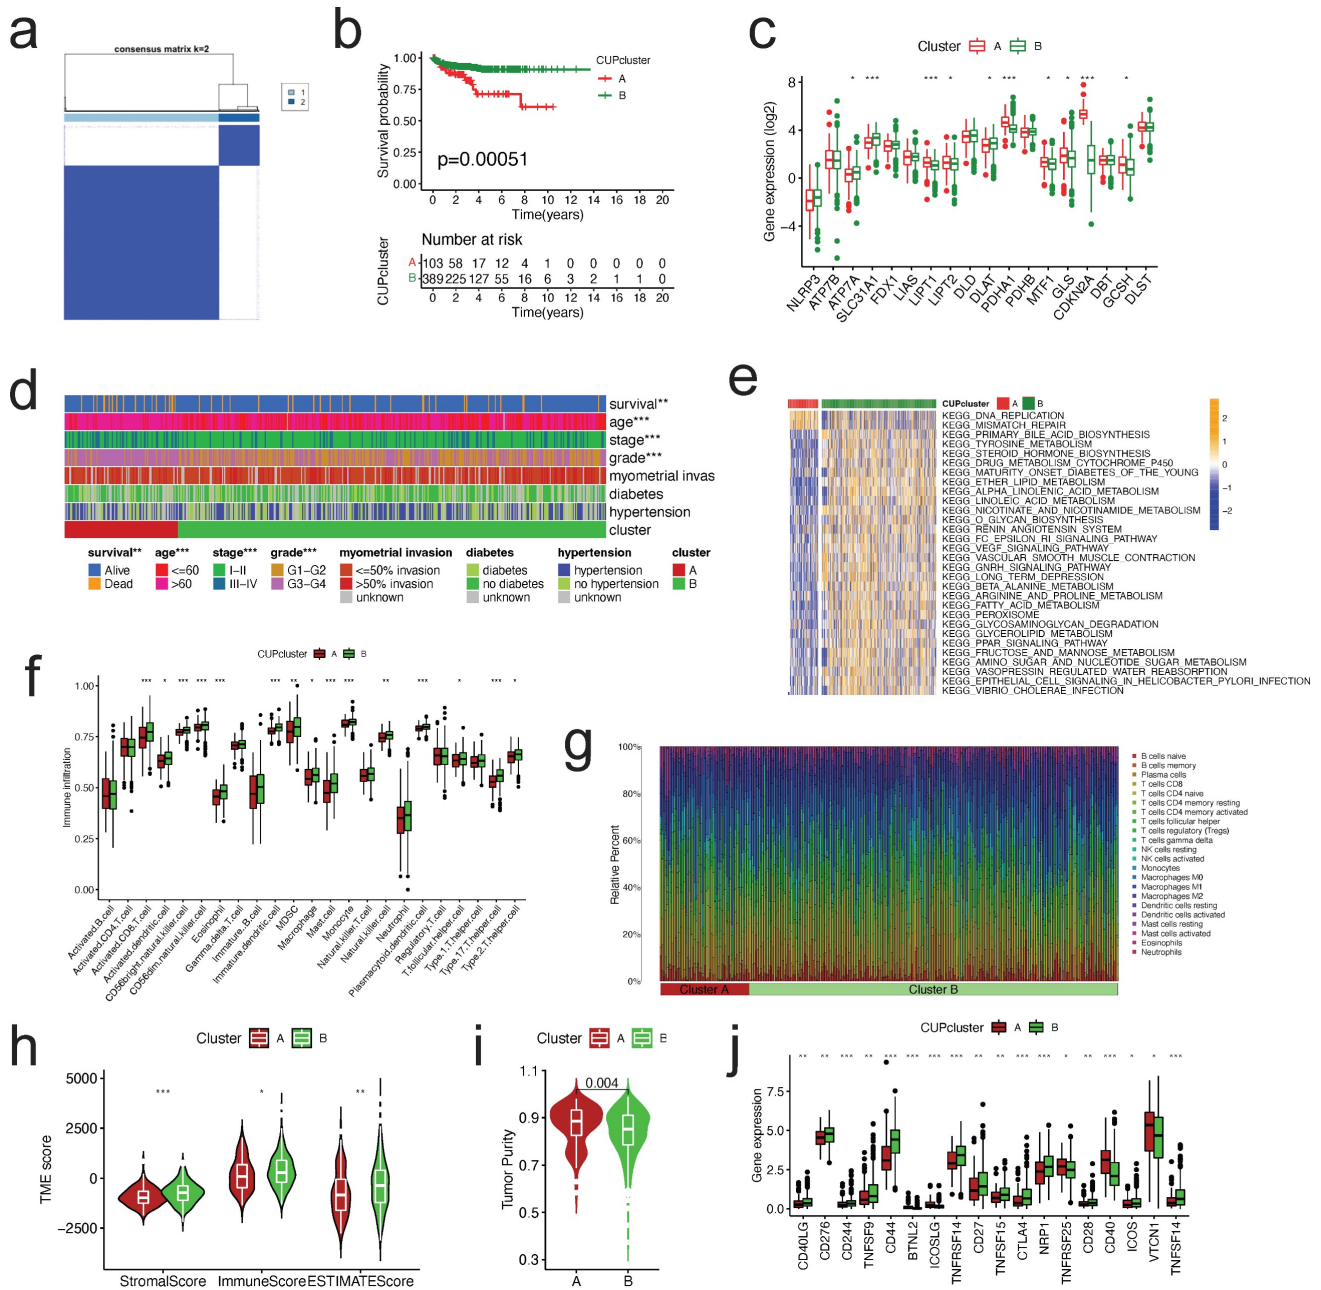 a
consensus matrix k=2
1
2
b
CUPcluster
A
B
Survival probability
1.00
0.75
0.50
0.25
0.00
p=0.00051
0 2 4 6 8 10 12 14 16 18 20
Time(years)
Number at risk
CUPcluster
A 103 58 17 12 4 1 0 0 0 0 0
B 389 225 127 55 16 6 3 2 1 1 0
0 2 4 6 8 10 12 14 16 18 20
Time(years)
c
Cluster A B
Gene expression (log2)
8
4
0
−4
* *** *** * * *** * * *** *
NLRP3
ATP7B
ATP7A
SLC31A1
FDX1
LIAS
LIPT1
LIPT2
DLD
DLAT
PDHA1
PDHB
MTF1
GLS
CDKN2A
DBT
GCSH
DLST
d
survival**
age***
stage***
grade***
myometrial invas
diabetes
hypertension
cluster
survival** age*** stage*** grade*** myometrial invasion diabetes hypertension cluster
Alive <=60 I−II G1−G2 <=50% invasion diabetes hypertension A
Dead >60 III−IV G3−G4 >50% invasion no diabetes no hypertension B
unknown unknown unknown
e
CUPcluster A B
KEGG_DNA_REPLICATION
KEGG_MISMATCH_REPAIR
KEGG_PRIMARY_BILE_ACID_BIOSYNTHESIS
KEGG_TYROSINE_METABOLISM
KEGG_STEROID_HORMONE_BIOSYNTHESIS
KEGG_DRUG_METABOLISM_CYTOCHROME_P450
KEGG_MATURITY_ONSET_DIABETES_OF_THE_YOUNG
KEGG_ETHER_LIPID_METABOLISM
KEGG_ALPHA_LINOLENIC_ACID_METABOLISM
KEGG_LINOLEIC_ACID_METABOLISM
KEGG_NICOTINATE_AND_NICOTINAMIDE_METABOLISM
KEGG_O_GLYCAN_BIOSYNTHESIS
KEGG_RENIN_ANGIOTENSIN_SYSTEM
KEGG_FC_EPSILON_RI_SIGNALING_PATHWAY
KEGG_VEGF_SIGNALING_PATHWAY
KEGG_VASCULAR_SMOOTH_MUSCLE_CONTRACTION
KEGG_GNRH_SIGNALING_PATHWAY
KEGG_LONG_TERM_DEPRESSION
KEGG_BETA_ALANINE_METABOLISM
KEGG_ARGININE_AND_PROLINE_METABOLISM
KEGG_FATTY_ACID_METABOLISM
KEGG_PEROXISOME
KEGG_GLYCOSAMINOGLYCAN_DEGRADATION
KEGG_GLYCEROLIPID_METABOLISM
KEGG_PPAR_SIGNALING_PATHWAY
KEGG_FRUCTOSE_AND_MANNOSE_METABOLISM
KEGG_AMINO_SUGAR_AND_NUCLEOTIDE_SUGAR_METABOLISM
KEGG_VASOPRESSIN_REGULATED_WATER_REABSORPTION
KEGG_EPITHELIAL_CELL_SIGNALING_IN_HELICOBACTER_PYLORI_INFECTION
KEGG_VIBRIO_CHOLERAE_INFECTION
2
1
0
−1
−2
f
CUPcluster A B
*** * *** *** *** *** ** * *** *** ** *** * *** *
Immune infiltration
1.00
0.75
0.50
0.25
0.00
Activated.B.cell
Activated.CD4.T.cell
Activated.CD8.T.cell
Activated.dendritic.cell
CD56bright.natural.killer.cell
CD56dim.natural.killer.cell
Eosinophil
Gamma.delta.T.cell
Immature..B.cell
Immature.dendritic.cell
MDSC
Macrophage
Mast.cell
Monocyte
Natural.killer.T.cell
Natural.killer.cell
Neutrophil
Plasmacytoid.dendritic.cell
Regulatory.T.cell
T.follicular.helper.cell
Type.1.T.helper.cell
Type.17.T.helper.cell
Type.2.T.helper.cell
g
Relative Percent
100%
80%
60%
40%
20%
0%
Cluster A Cluster B
B cells naive
B cells memory
Plasma cells
T cells CD8
T cells CD4 naive
T cells CD4 memory resting
T cells CD4 memory activated
T cells follicular helper
T cells regulatory (Tregs)
T cells gamma delta
NK cells resting
NK cells activated
Monocytes
Macrophages M0
Macrophages M1
Macrophages M2
Dendritic cells resting
Dendritic cells activated
Mast cells resting
Mast cells activated
Eosinophils
Neutrophils
h
Cluster A B
TME score
5000
2500
0
−2500
*** * **
StromalScore ImmuneScore ESTIMATEScore
i
Cluster A B
Tumor Purity
1.1
0.9
0.7
0.5
0.3
0.004
A B
j
CUPcluster A B
Gene expression
7.5
5.0
2.5
0.0
** ** *** ** *** *** *** *** ** ** *** *** * ** *** * * ***
CD40LG
CD276
CD244
TNFSF9
CD44
BTNL2
ICOSLG
TNFRSF14
CD27
TNFSF15
CTLA4
NRP1
TNFRSF25
CD28
CD40
ICOS
VTCN1
TNFSF14